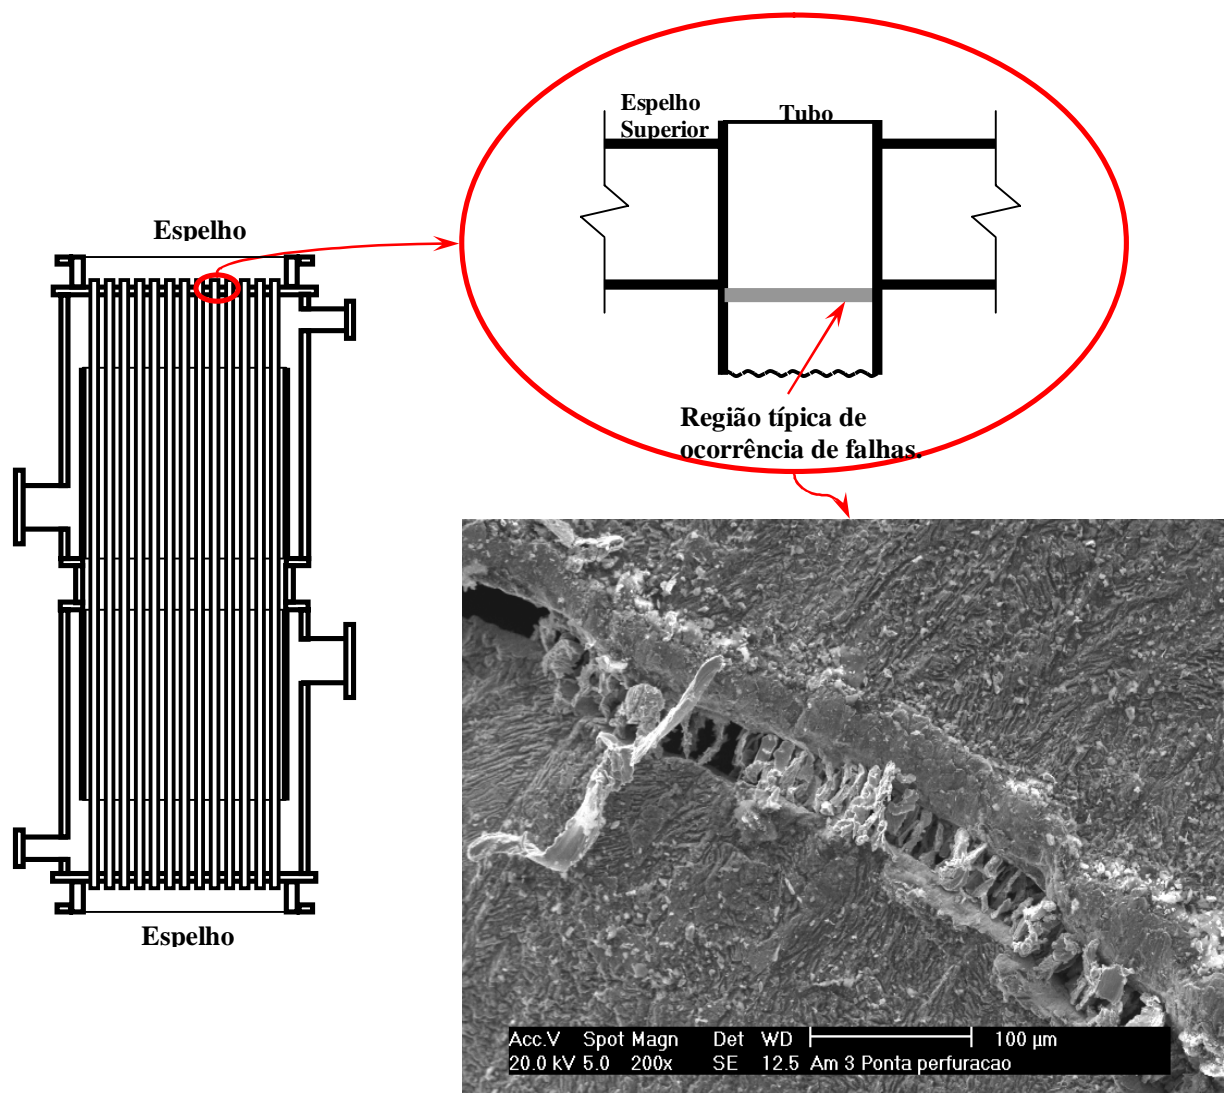 Espelho
Superior
Tubo
Espelho
Região típica de
ocorrência de falhas.
Espelho
Acc.V Spot Magn Det WD 100 µm
20.0 kV 5.0 200x SE 12.5 Am 3 Ponta perfuracao